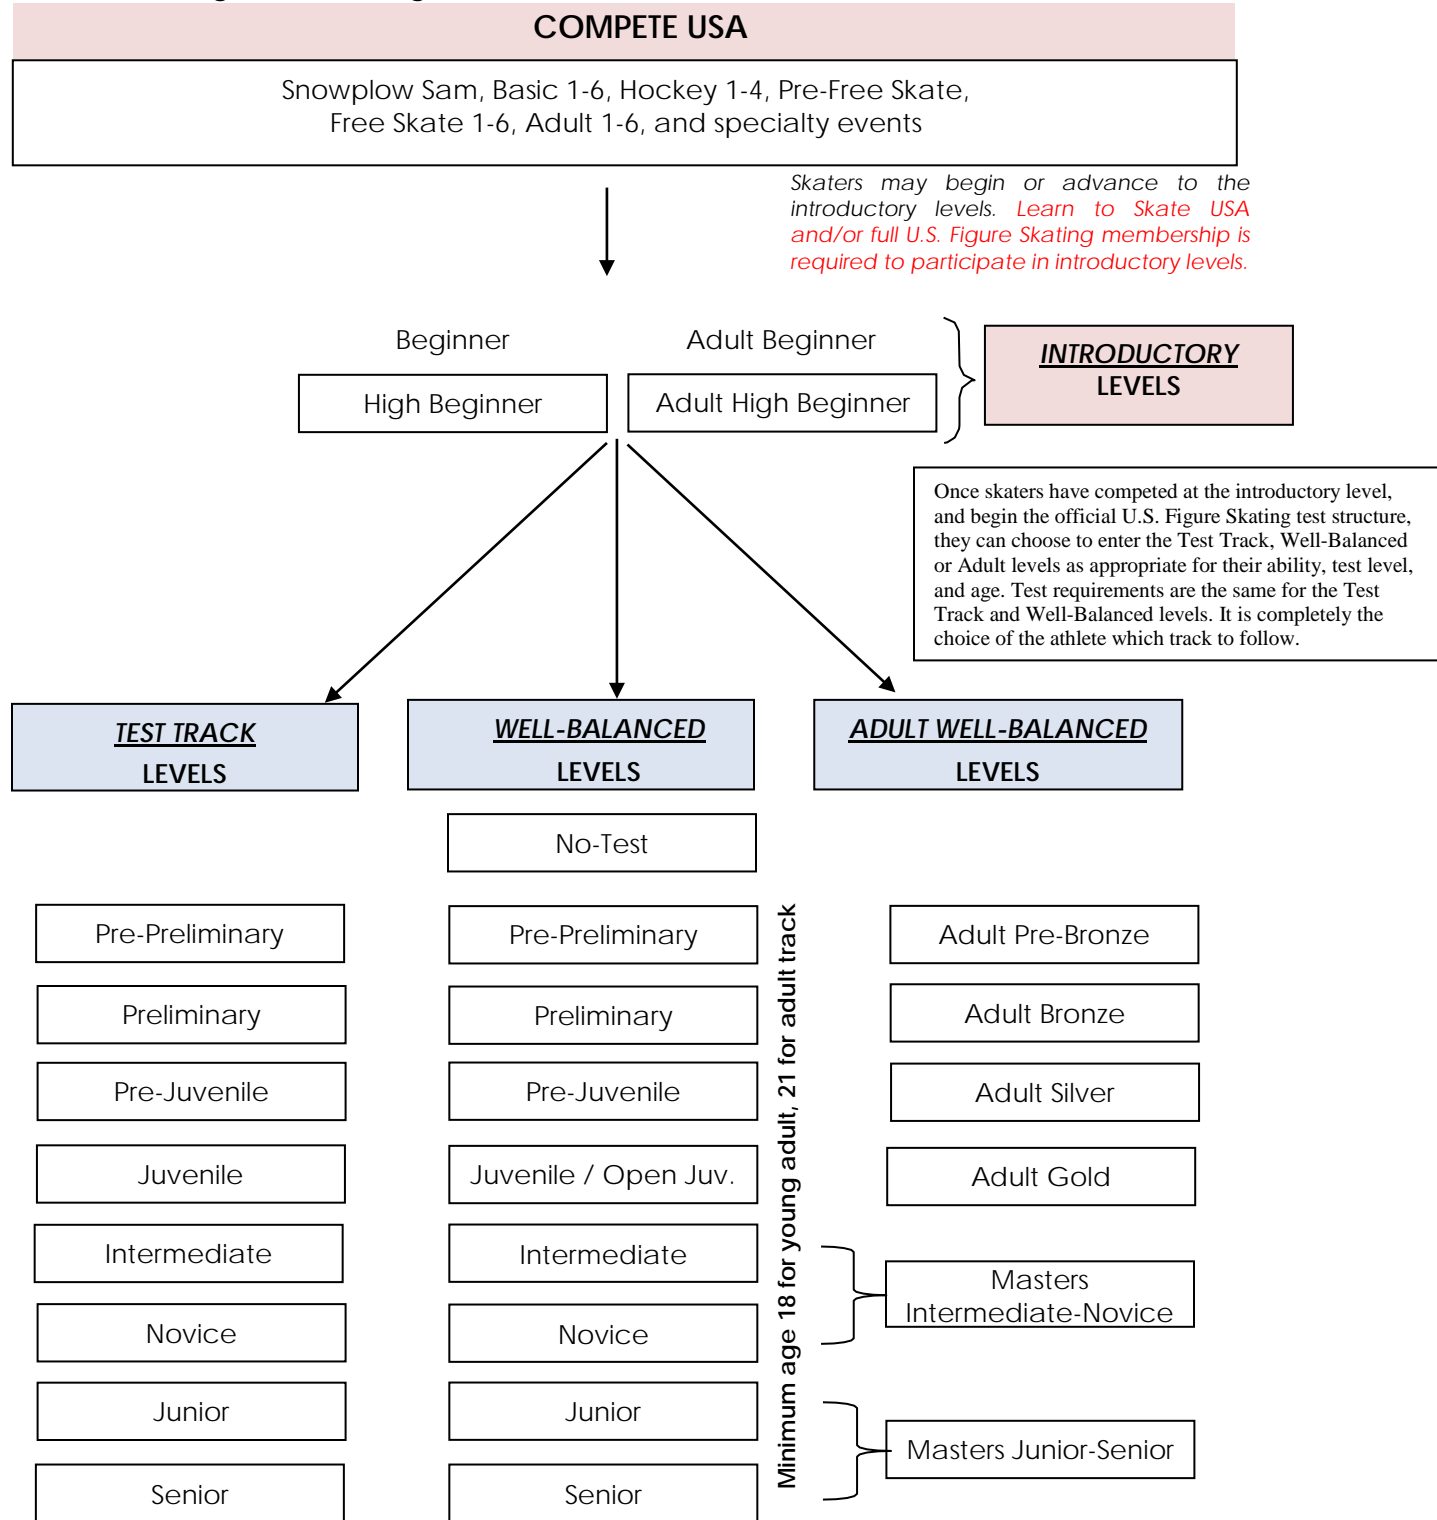 COMPETE USA
Snowplow Sam, Basic 1-6, Hockey 1-4, Pre-Free Skate,
Free Skate 1-6, Adult 1-6, and specialty events
Skaters may begin or advance to the
introductory levels. Learn to Skate USA
and/or full U.S. Figure Skating membership is
required to participate in introductory levels.
Beginner
Adult Beginner
High Beginner
Adult High Beginner
INTRODUCTORY
LEVELS
Once skaters have competed at the introductory level,
and begin the official U.S. Figure Skating test structure,
they can choose to enter the Test Track, Well-Balanced
or Adult levels as appropriate for their ability, test level,
and age. Test requirements are the same for the Test
Track and Well-Balanced levels. It is completely the
choice of the athlete which track to follow.
TEST TRACK
LEVELS
WELL-BALANCED
LEVELS
ADULT WELL-BALANCED
LEVELS
No-Test
Pre-Preliminary
Pre-Preliminary
Adult Pre-Bronze
Preliminary
Preliminary
Adult Bronze
Pre-Juvenile
Pre-Juvenile
Adult Silver
Juvenile
Juvenile / Open Juv.
Adult Gold
Intermediate
Intermediate
Masters
Intermediate-Novice
Novice
Novice
Junior
Junior
Masters Junior-Senior
Senior
Senior
Minimum age 18 for young adult, 21 for adult track